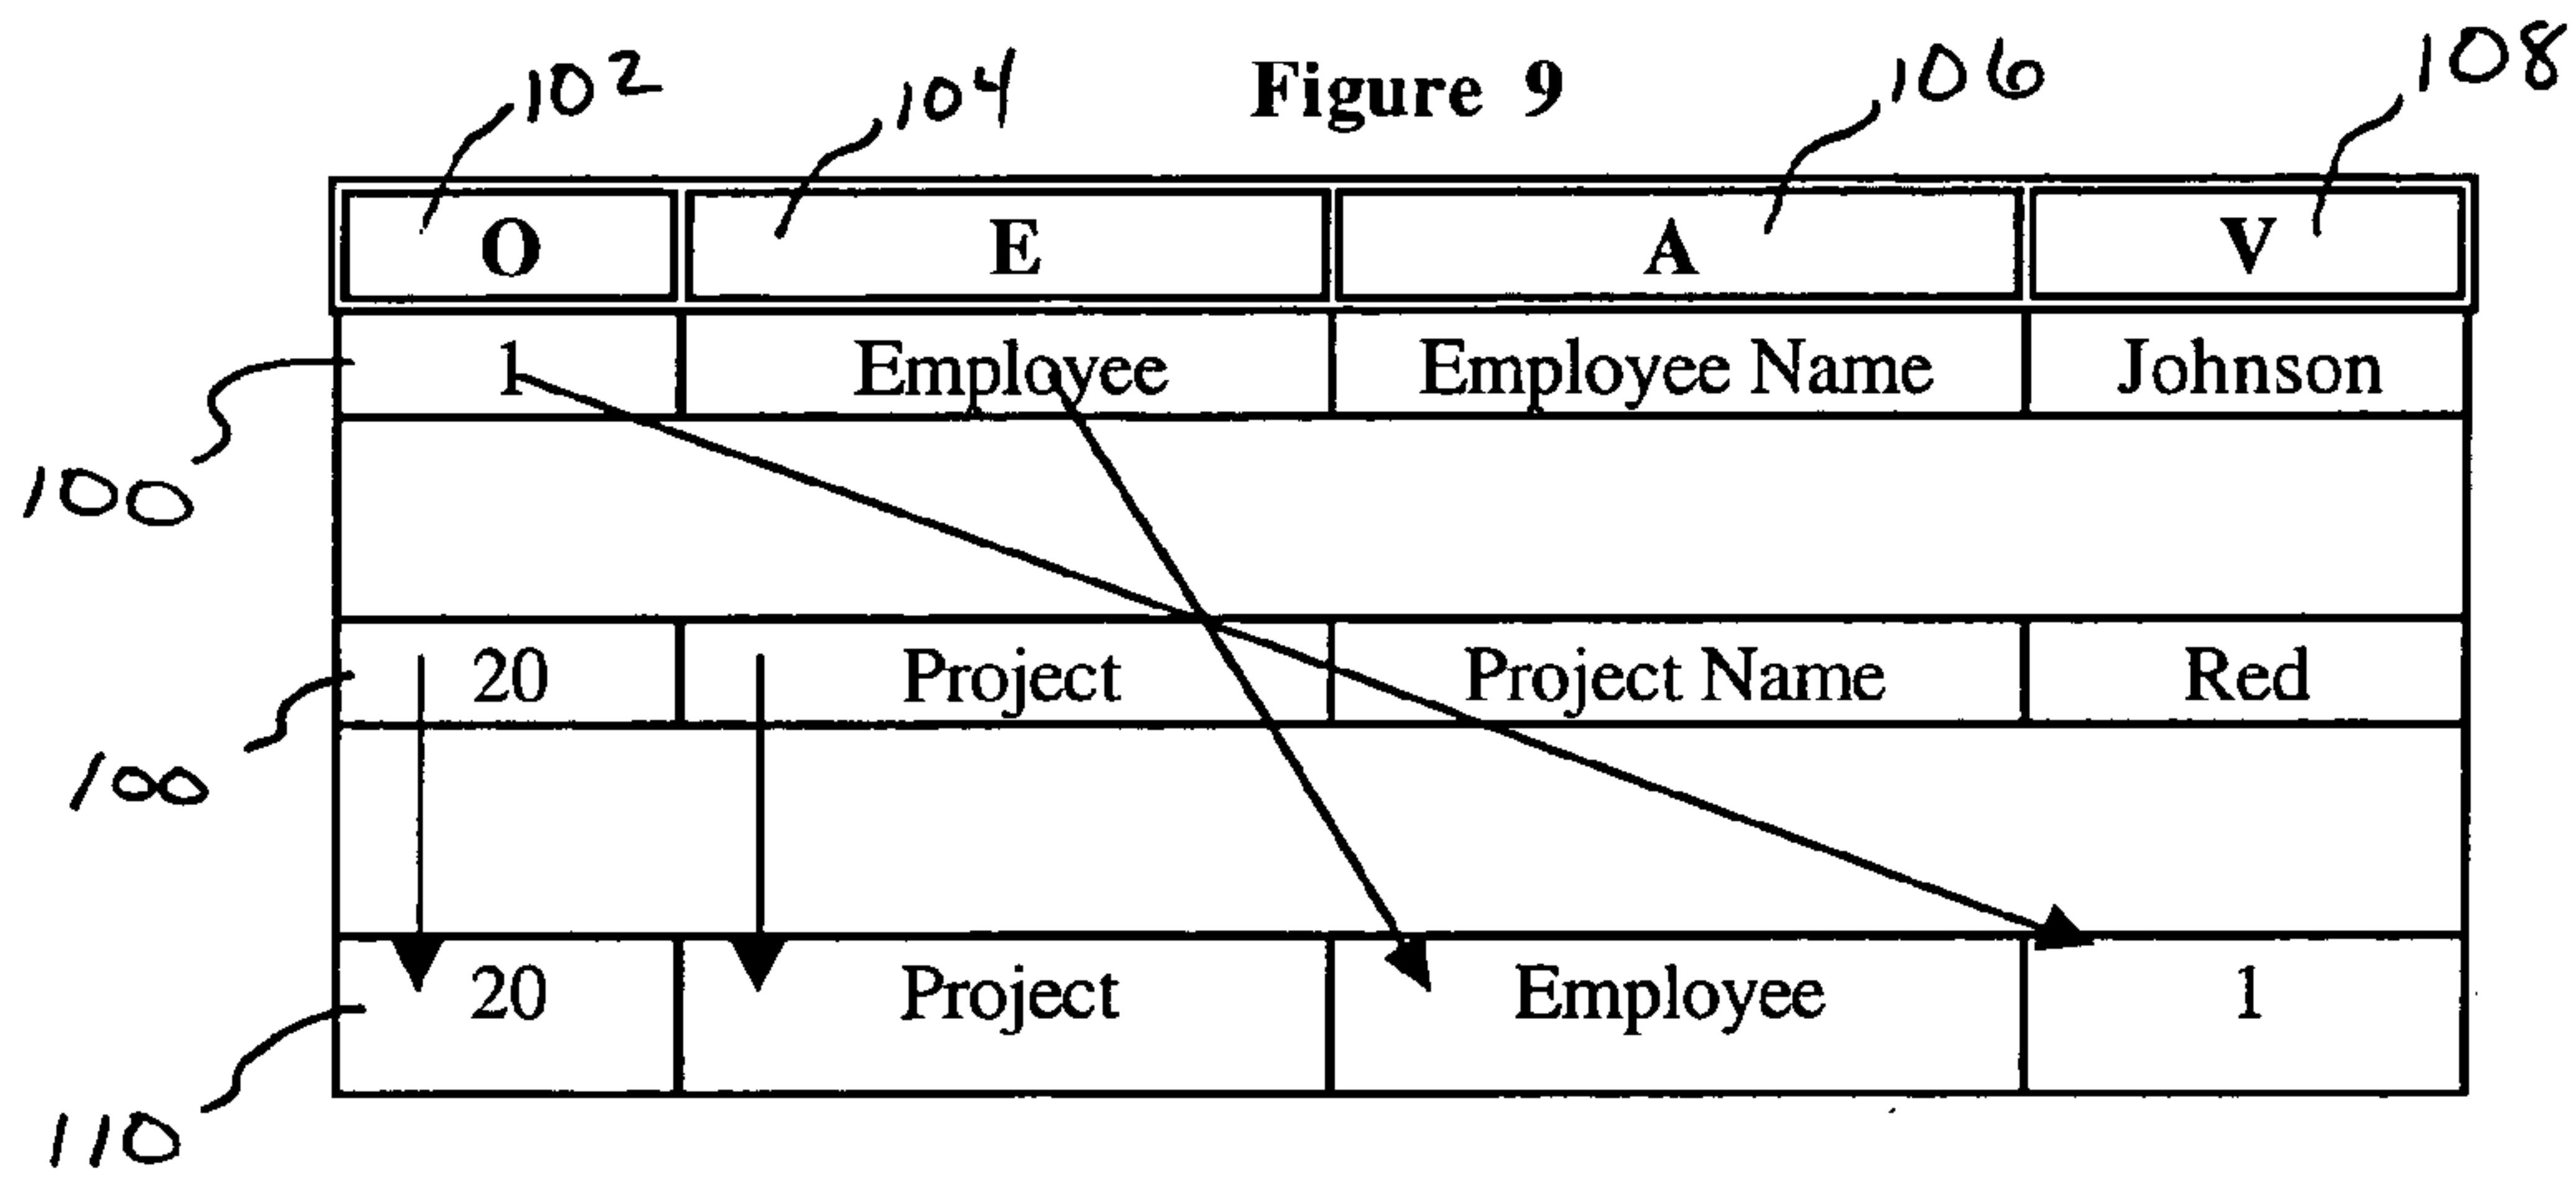 Figure 9
102 104 106 108
O E A V
1 Employee Employee Name Johnson
100
20 Project Project Name Red
100
20 Project Employee 1
110